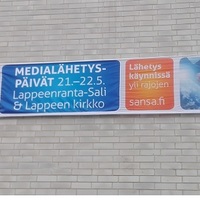 MEDIALÄHETYS-
PÄIVÄT 21.–22.5.
Lappeenranta-Sali
& Lappeen kirkko
Lähetys
käynnissä
yli rajojen
sansa.fi